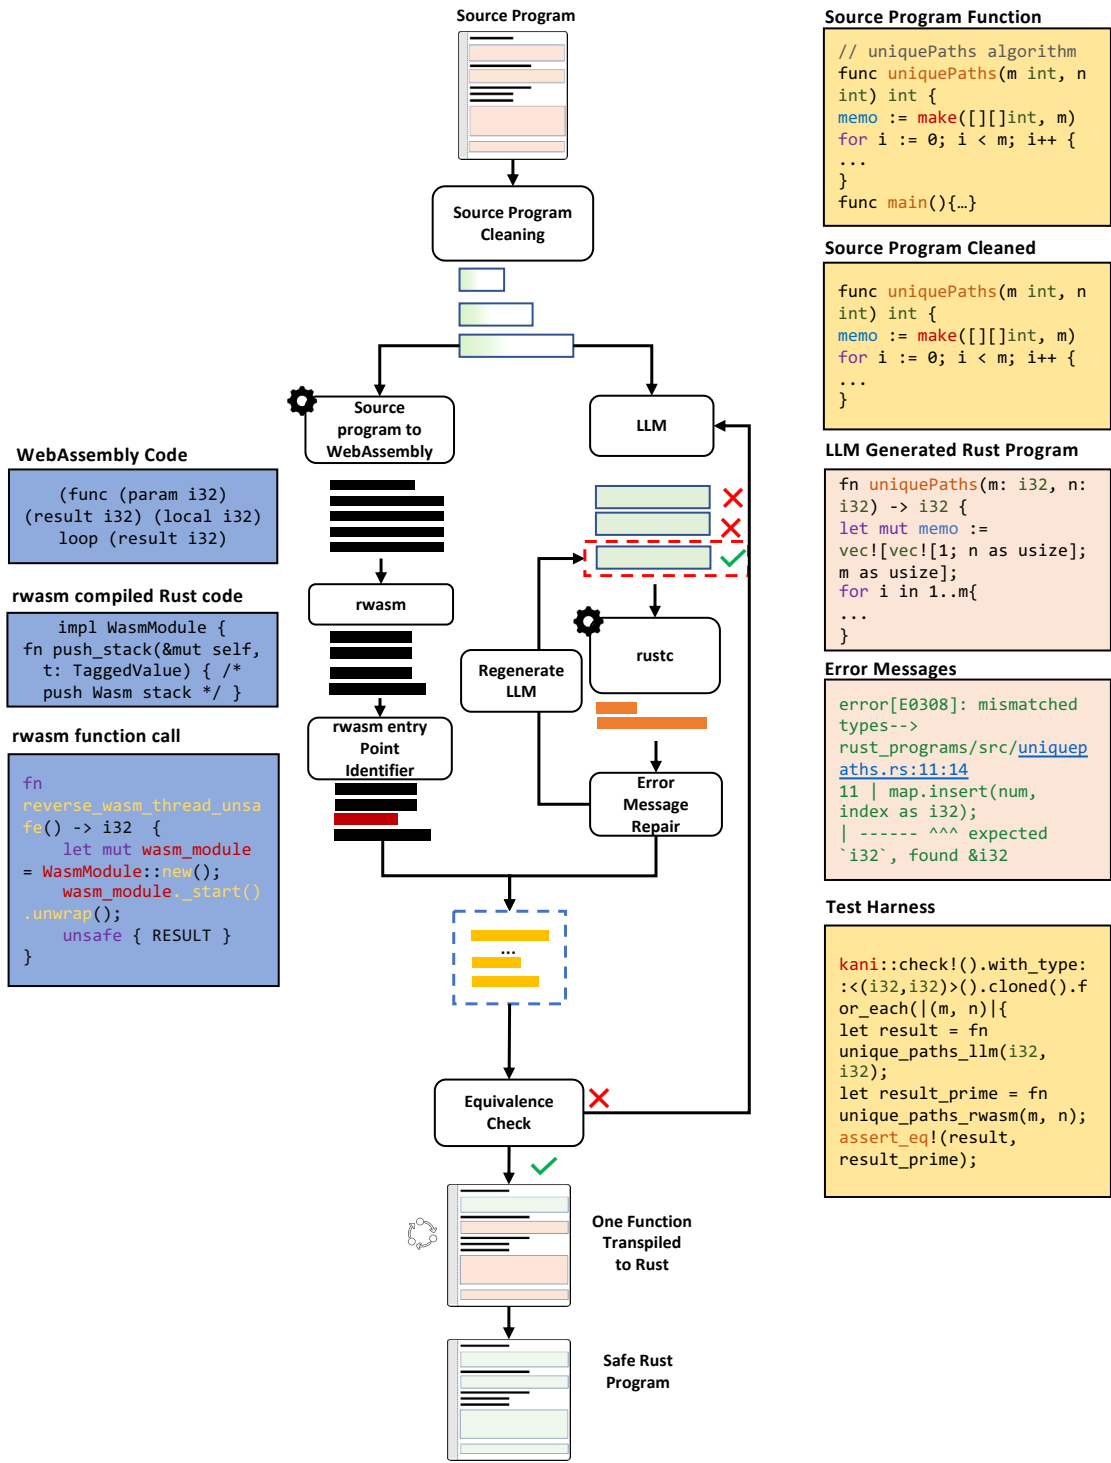 Source Program
Source Program
Cleaning
Source
program to
WebAssembly
LLM
rwasm
rustc
Regenerate
LLM
rwasm entry
Point
Identifier
Error
Message
Repair
...
Equivalence
Check
One Function
Transpiled
to Rust
Safe Rust
Program
WebAssembly Code
(func (param i32)
(result i32) (local i32)
loop (result i32)
rwasm compiled Rust code
impl WasmModule {
fn push_stack(&mut self,
t: TaggedValue) { /*
push Wasm stack */ }
rwasm function call
fn
reverse_wasm_thread_unsa
fe() -> i32 {
let mut wasm_module
= WasmModule::new();
wasm_module._start()
.unwrap();
unsafe { RESULT }
}
Source Program Function
// uniquePaths algorithm
func uniquePaths(m int, n
int) int {
memo := make([][]int, m)
for i := 0; i < m; i++ {
...
}
func main(){…}
Source Program Cleaned
func uniquePaths(m int, n
int) int {
memo := make([][]int, m)
for i := 0; i < m; i++ {
...
}
LLM Generated Rust Program
fn uniquePaths(m: i32, n:
i32) -> i32 {
let mut memo :=
vec![vec![1; n as usize];
m as usize];
for i in 1..m{
...
}
Error Messages
error[E0308]: mismatched
types-->
rust_programs/src/uniquep
aths.rs:11:14
11 | map.insert(num,
index as i32);
| ------ ^^^ expected
`i32`, found &i32
Test Harness
kani::check!().with_type:
:<(i32,i32)>().cloned().f
or_each(|(m, n)|{
let result = fn
unique_paths_llm(i32,
i32);
let result_prime = fn
unique_paths_rwasm(m, n);
assert_eq!(result,
result_prime);